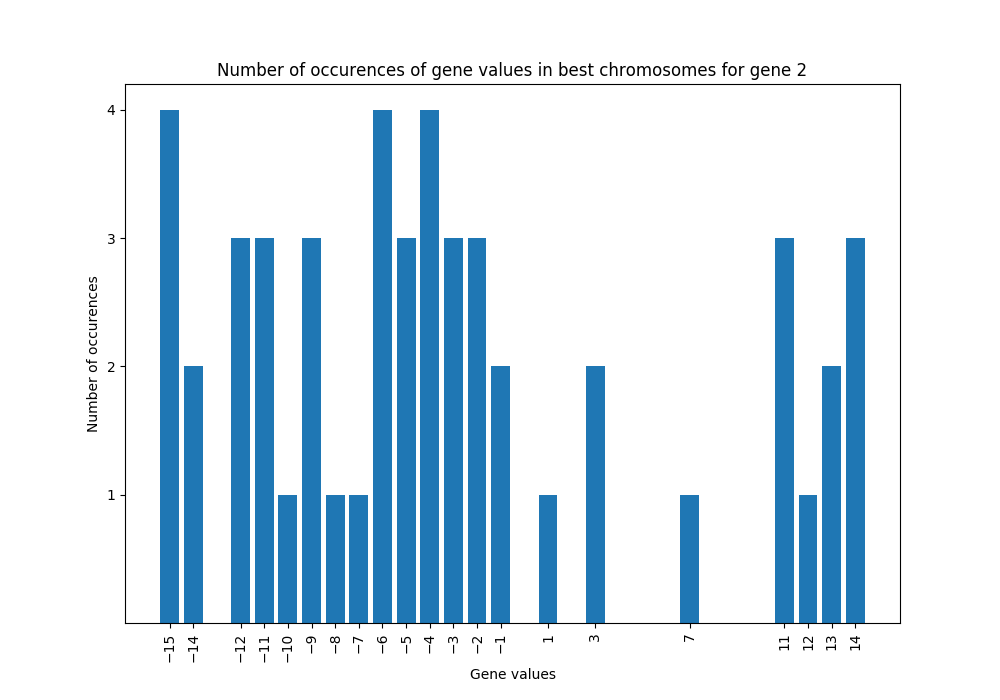 Number of occurences of gene values in best chromosomes for gene 2
Number of occurences
4
3
2
1
−15 −14 −12 −11 −10 −9 −8 −7 −6 −5 −4 −3 −2 −1 1 3 7 11 12 13 14
Gene values